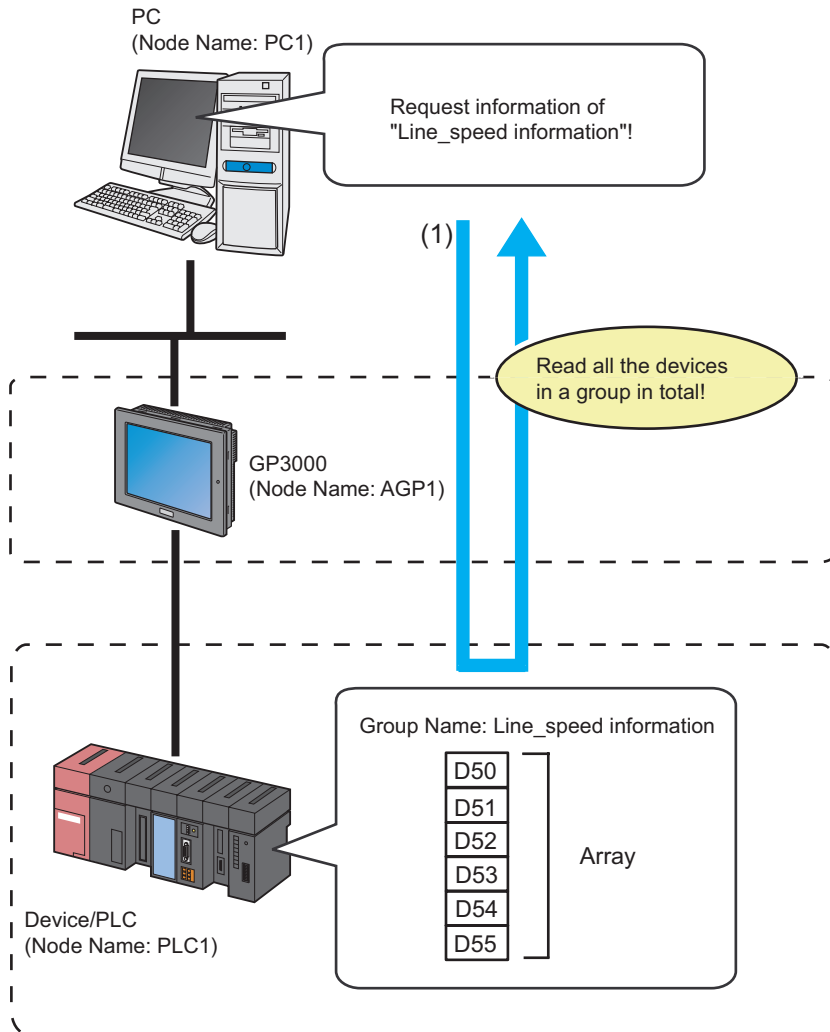 PC
(Node Name: PC1)
Request information of
"Line_speed information"!
(1)
Read all the devices
in a group in total!
GP3000
(Node Name: AGP1)
Group Name: Line_speed information
D50
D51
D52
D53
D54
D55
Array
Device/PLC
(Node Name: PLC1)